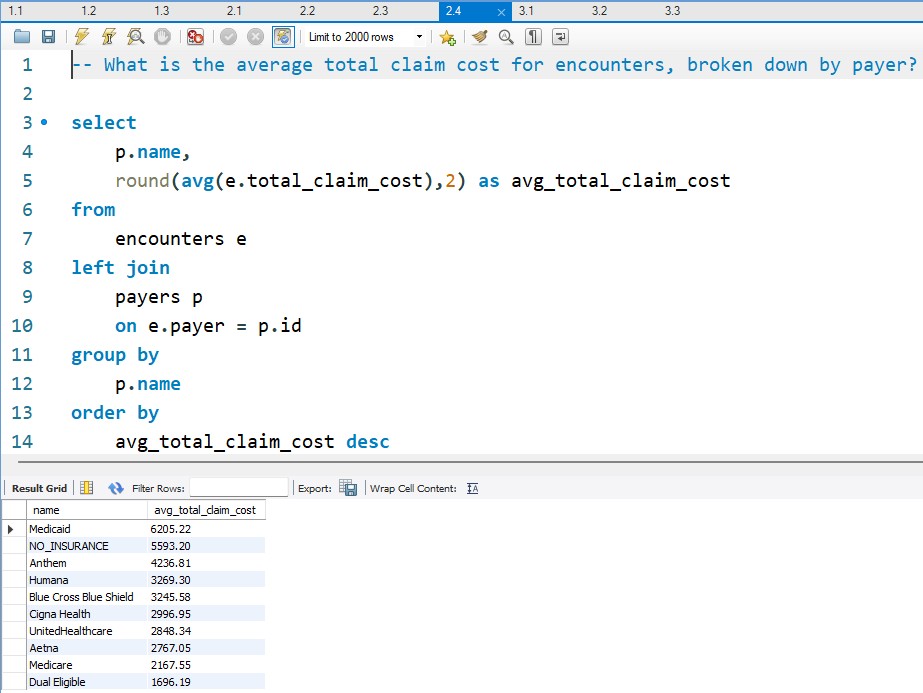 1.1 1.2 1.3 2.1 2.2 2.3 2.4 × 3.1 3.2 3.3
Limit to 2000 rows
1 -- What is the average total claim cost for encounters, broken down by payer?
2
3 select
4 p.name,
5 round(avg(e.total_claim_cost),2) as avg_total_claim_cost
6 from
7 encounters e
8 left join
9 payers p
10 on e.payer = p.id
11 group by
12 p.name
13 order by
14 avg_total_claim_cost desc
Result Grid Filter Rows: Export: Wrap Cell Content: IA
name avg_total_claim_cost
Medicaid 6205.22
NO_INSURANCE 5593.20
Anthem 4236.81
Humana 3269.30
Blue Cross Blue Shield 3245.58
Cigna Health 2996.95
UnitedHealthcare 2848.34
Aetna 2767.05
Medicare 2167.55
Dual Eligible 1696.19